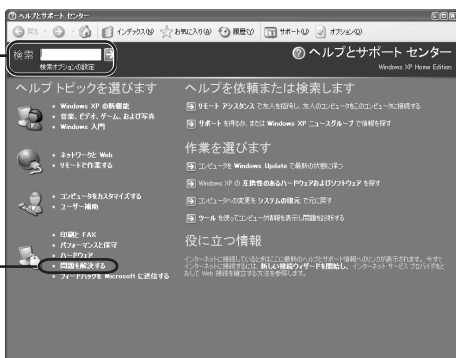 ヘルプとサポート センター
戻る
インデックス(N)
お気に入り(A)
履歴(V)
サポート(U)
オプション(O)
検索
検索オプションの設定
ヘルプとサポート センター
Windows XP Home Edition
ヘルプ トピックを選びます
Windows XP の新機能
音楽、ビデオ、ゲーム、および写真
Windows 入門
ネットワークと Web
リモートで作業する
コンピュータをカスタマイズする
ユーザー補助
印刷と FAX
パフォーマンスと保守
ハードウェア
問題を解決する
フィードバックを Microsoft に送信する
ヘルプを依頼または検索します
リモート アシスタンス で友人を招待し、友人のコンピュータをこのコンピュータに接続する
サポート を得るか、または Windows XP ニュースグループ で情報を探す
作業を選びます
コンピュータを Windows Update で最新の状態に保つ
Windows XP の 互換性のあるハードウェアおよびソフトウェア を探す
コンピュータへの変更を システムの復元 で元に戻す
ツール を使ってコンピュータ情報を表示し問題を診断する
役に立つ情報
インターネットに接続しているときはここに最新のヘルプとサポート情報へのリンクが表示されます。今すぐ
インターネットに接続するには、新しい接続ウィザードを開始し、インターネット サービス プロバイダをと
おして Web 接続を確立する方法を参照します。